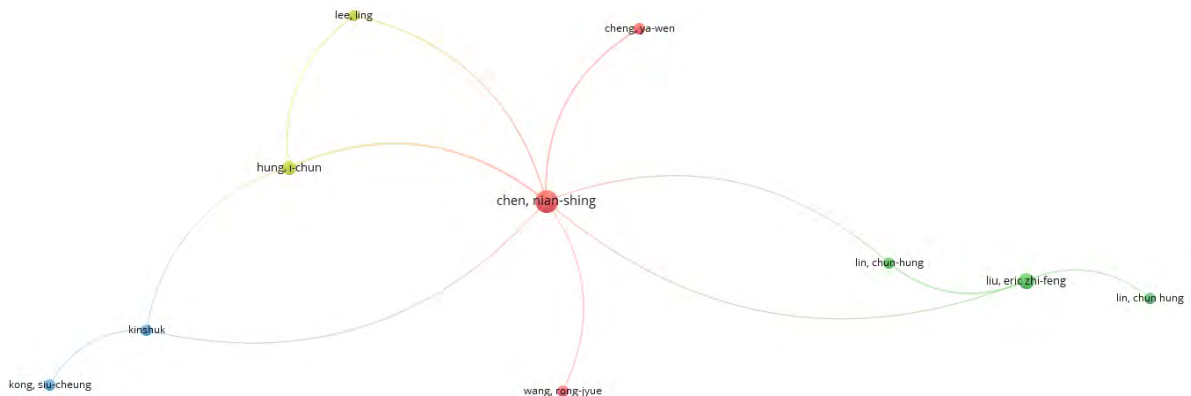 lee, ling
cheng, ya-wen
hung, i-chun
chen, nian-shing
lin, chun-hung
liu, eric zhi-feng
lin, chun hung
kinshuk
kong, siu-cheung
wang, rong-jyue